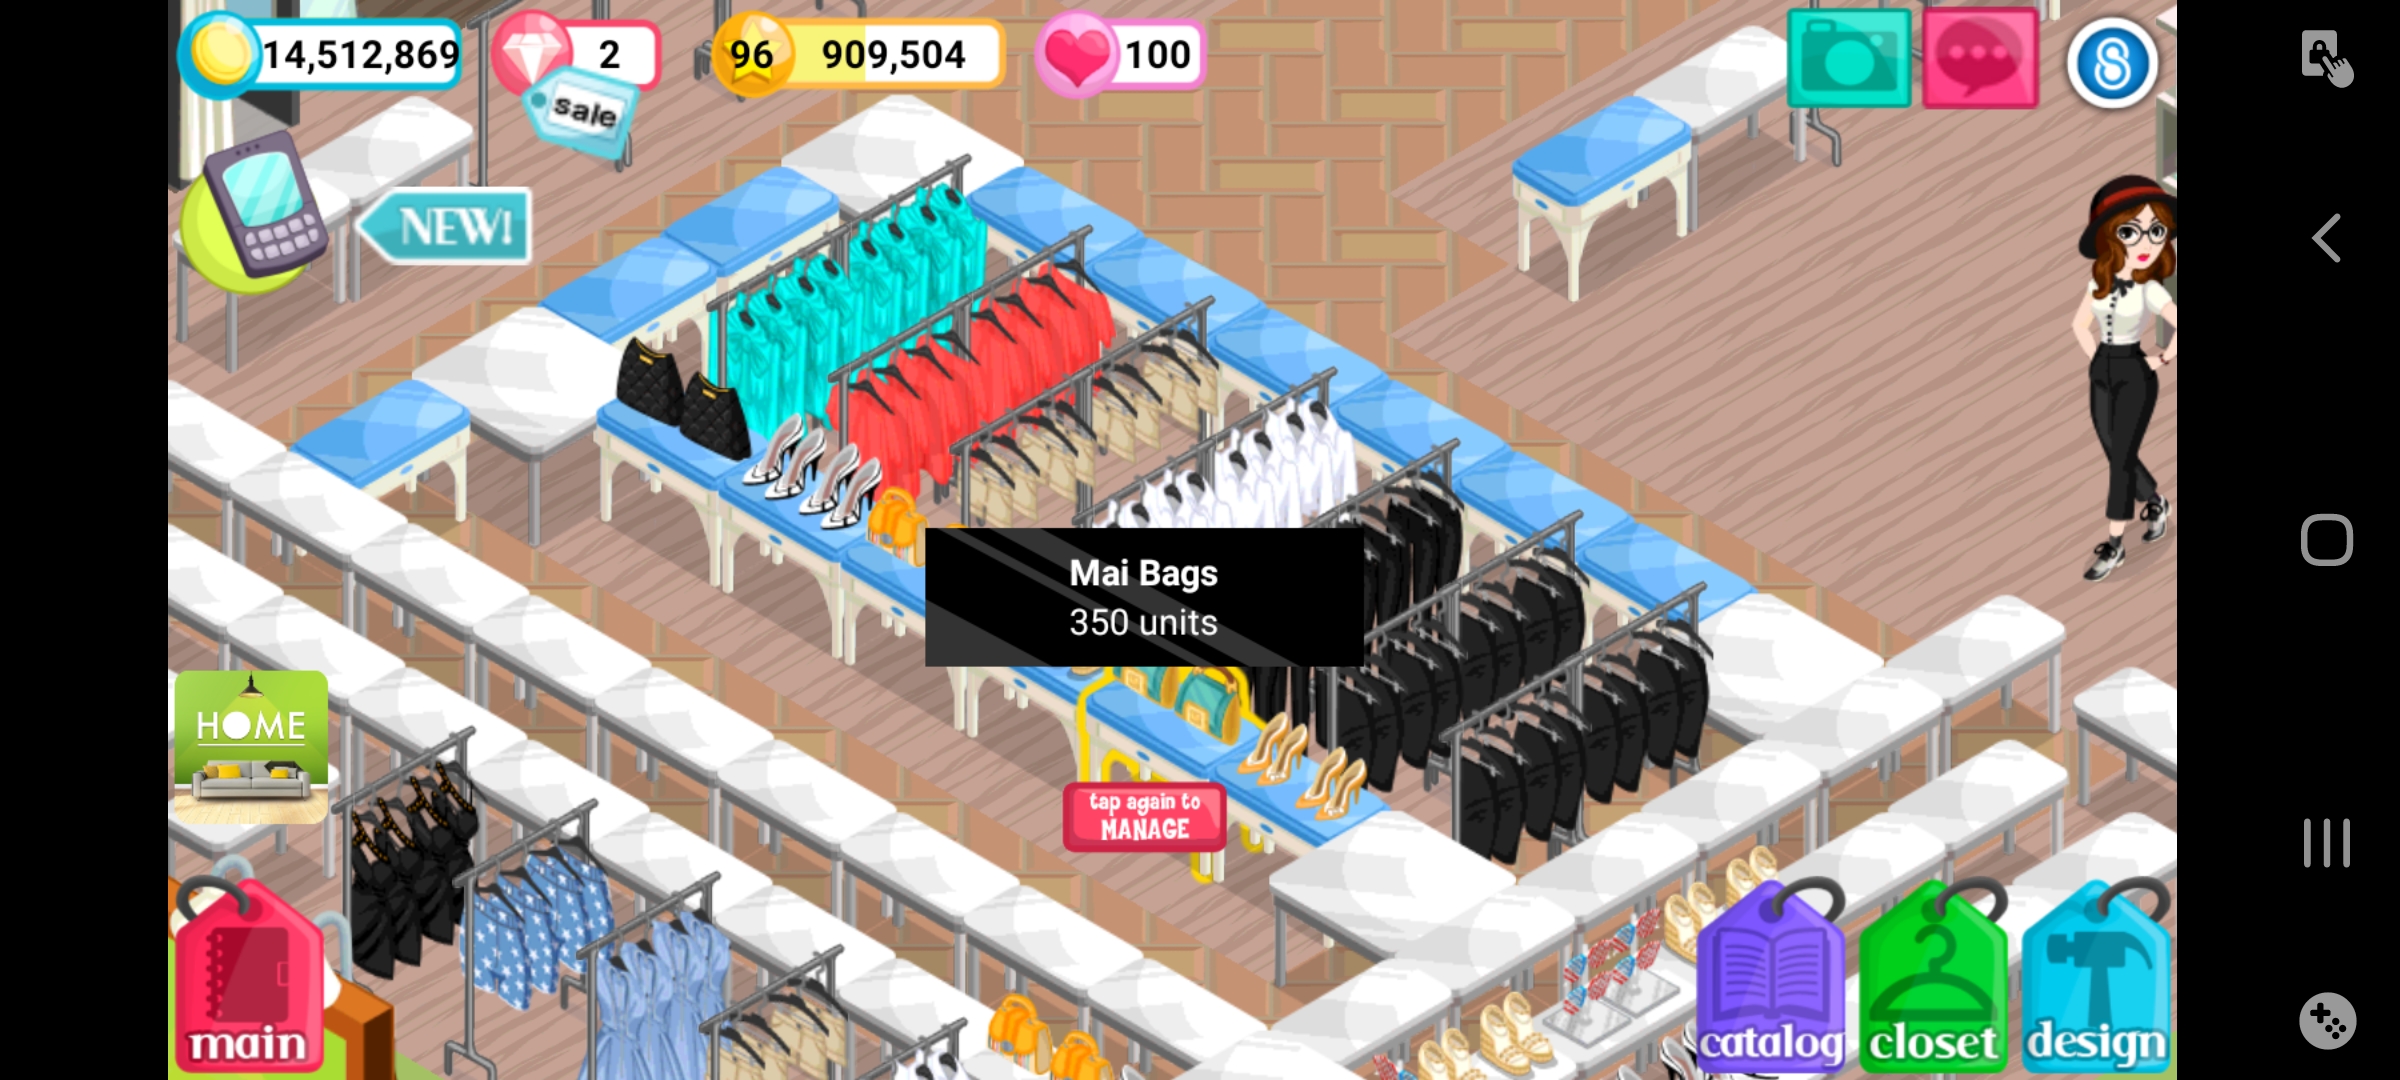 14,512,869
2
96
909,504
100
sale
NEW!
Mai Bags
350 units
HOME
tap again to
MANAGE
main
catalog
closet
design